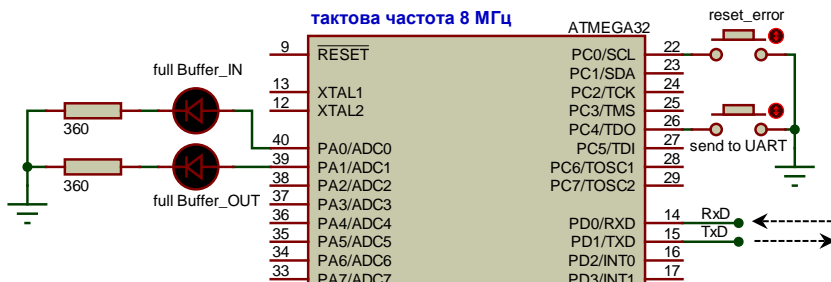 тактова частота 8 МГц
ATMEGA32
reset_error
full Buffer_IN
360
360
full Buffer_OUT
9 RESET
13 XTAL1
12 XTAL2
40 PA0/ADC0
39 PA1/ADC1
38 PA2/ADC2
37 PA3/ADC3
36 PA4/ADC4
35 PA5/ADC5
34 PA6/ADC6
33 PA7/ADC7
PC0/SCL 22
PC1/SDA 23
PC2/TCK 24
PC3/TMS 25
PC4/TDO 26
PC5/TDI 27
PC6/TOSC1 28
PC7/TOSC2 29
send to UART
PD0/RXD 14 RxD
PD1/TXD 15 TxD
PD2/INT0 16
PD3/INT1 17